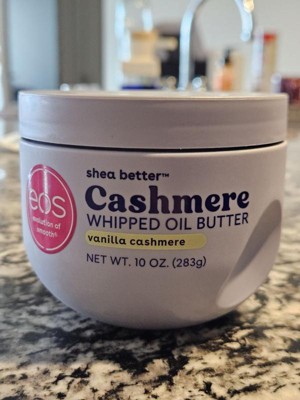 shea better™
Cashmere
WHIPPED OIL BUTTER
vanilla cashmere
NET WT. 10 OZ. (283g)
eos
evolution of
smooth®